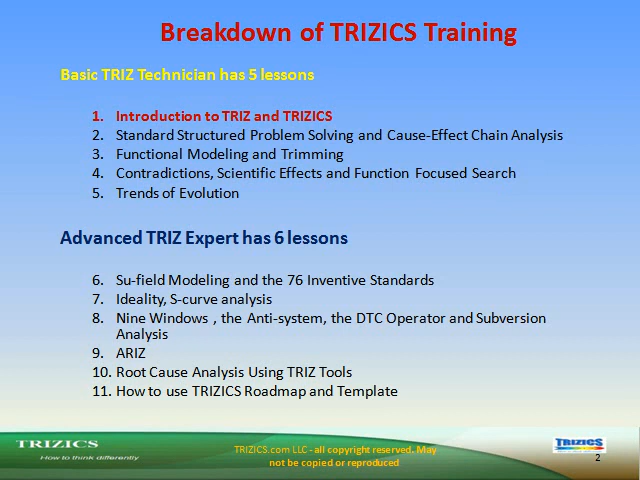 Breakdown of TRIZICS Training
Basic TRIZ Technician has 5 lessons
1. Introduction to TRIZ and TRIZICS
2. Standard Structured Problem Solving and Cause-Effect Chain Analysis
3. Functional Modeling and Trimming
4. Contradictions, Scientific Effects and Function Focused Search
5. Trends of Evolution
Advanced TRIZ Expert has 6 lessons
6. Su-field Modeling and the 76 Inventive Standards
7. Ideality, S-curve analysis
8. Nine Windows , the Anti-system, the DTC Operator and Subversion
Analysis
9. ARIZ
10. Root Cause Analysis Using TRIZ Tools
11. How to use TRIZICS Roadmap and Template
TRIZICS
How to think differently
TRIZICS.com LLC - all copyright reserved. May
not be copied or reproduced
TRIZICS
2